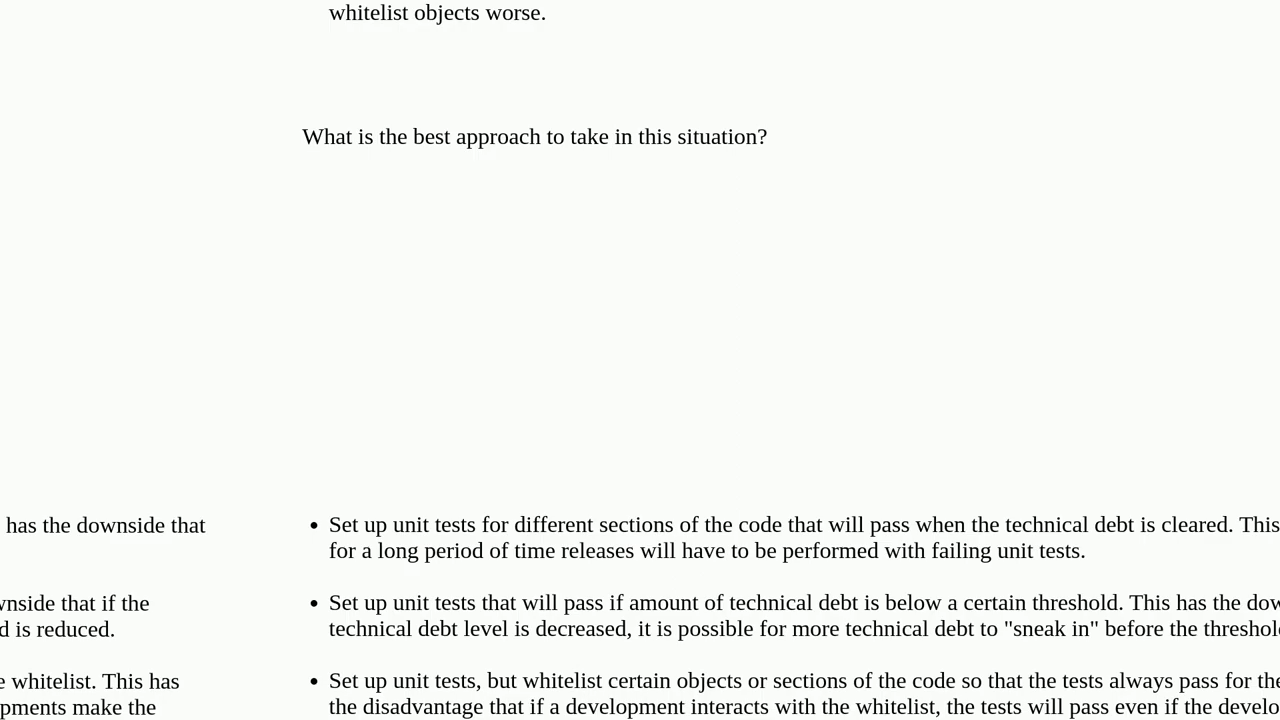 whitelist objects worse.
What is the best approach to take in this situation?
has the downside that
• Set up unit tests for different sections of the code that will pass when the technical debt is cleared. This
for a long period of time releases will have to be performed with failing unit tests.
wnside that if the
d is reduced.
• Set up unit tests that will pass if amount of technical debt is below a certain threshold. This has the dow
technical debt level is decreased, it is possible for more technical debt to "sneak in" before the threshol
e whitelist. This has
pments make the
• Set up unit tests, but whitelist certain objects or sections of the code so that the tests always pass for the
the disadvantage that if a development interacts with the whitelist, the tests will pass even if the develo